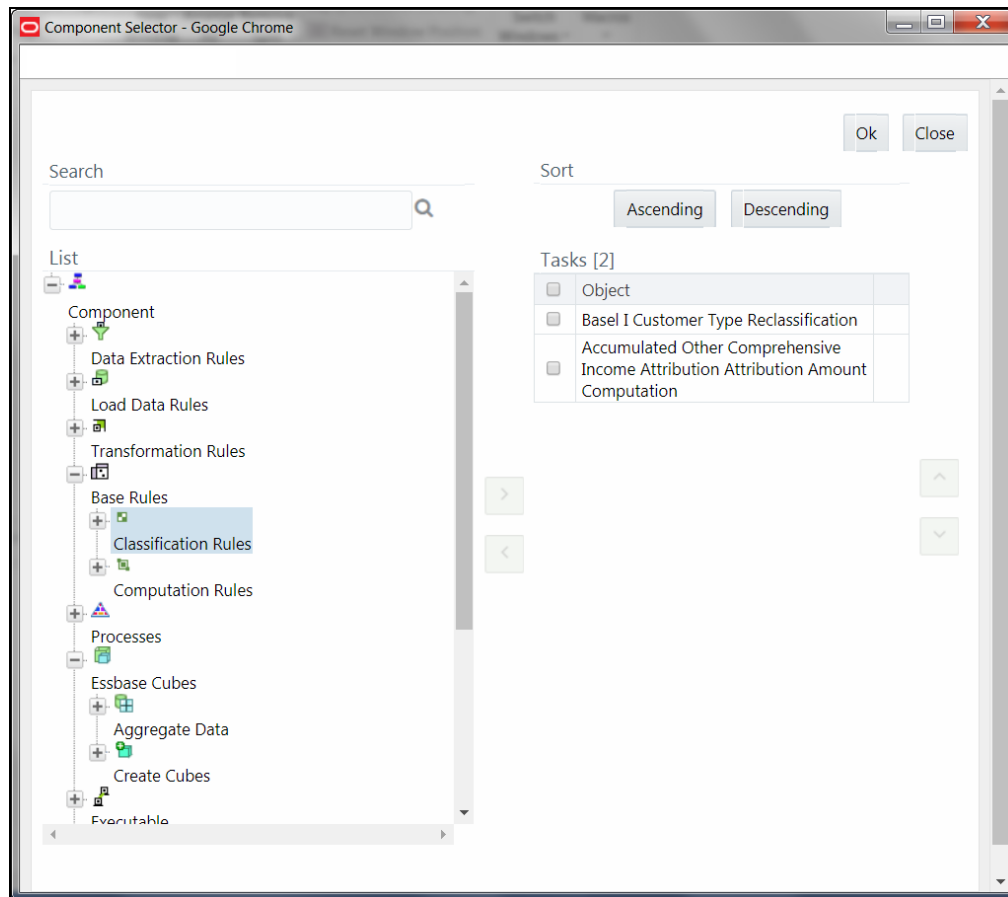 Component Selector - Google Chrome
Ok
Close
Search
Sort
Ascending
Descending
List
Tasks [2]
Component
Data Extraction Rules
Load Data Rules
Transformation Rules
Base Rules
Classification Rules
Computation Rules
Processes
Essbase Cubes
Aggregate Data
Create Cubes
Executable
Object
Basel I Customer Type Reclassification
Accumulated Other Comprehensive
Income Attribution Attribution Amount
Computation